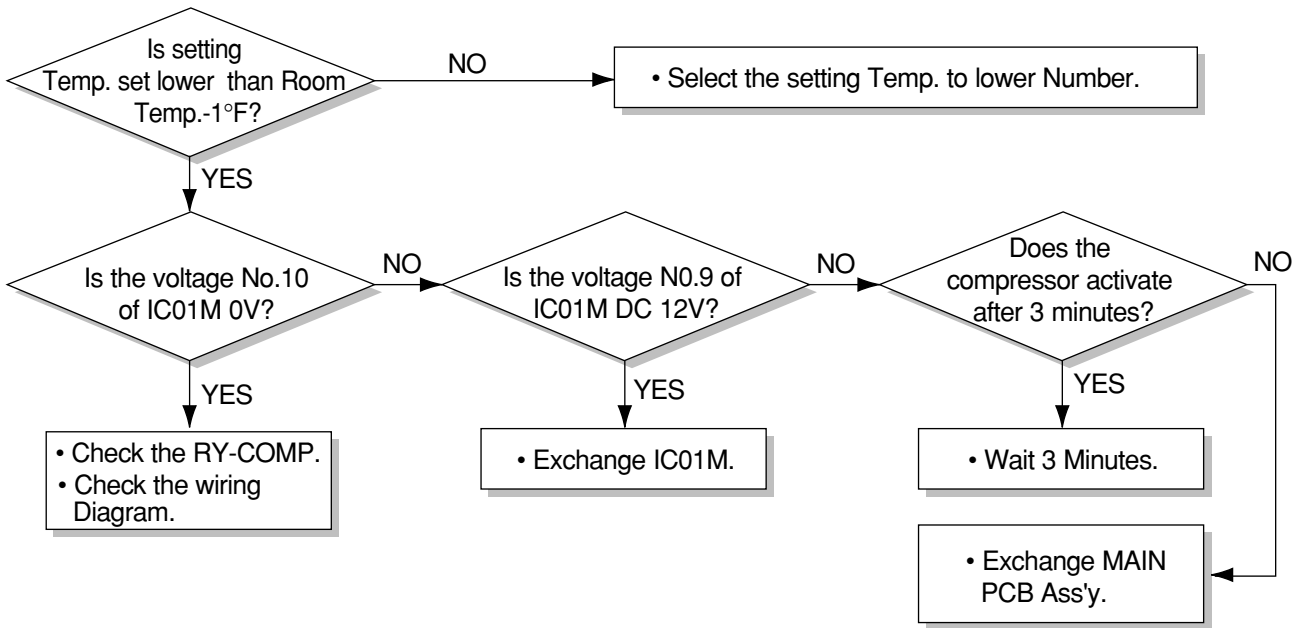 Is setting
Temp. set lower than Room
Temp.-1°F?
NO
• Select the setting Temp. to lower Number.
YES
Is the voltage No.10
of IC01M 0V?
NO
Is the voltage N0.9 of
IC01M DC 12V?
NO
Does the
compressor activate
after 3 minutes?
NO
YES
• Check the RY-COMP.
• Check the wiring
Diagram.
YES
• Exchange IC01M.
YES
• Wait 3 Minutes.
• Exchange MAIN
PCB Ass'y.